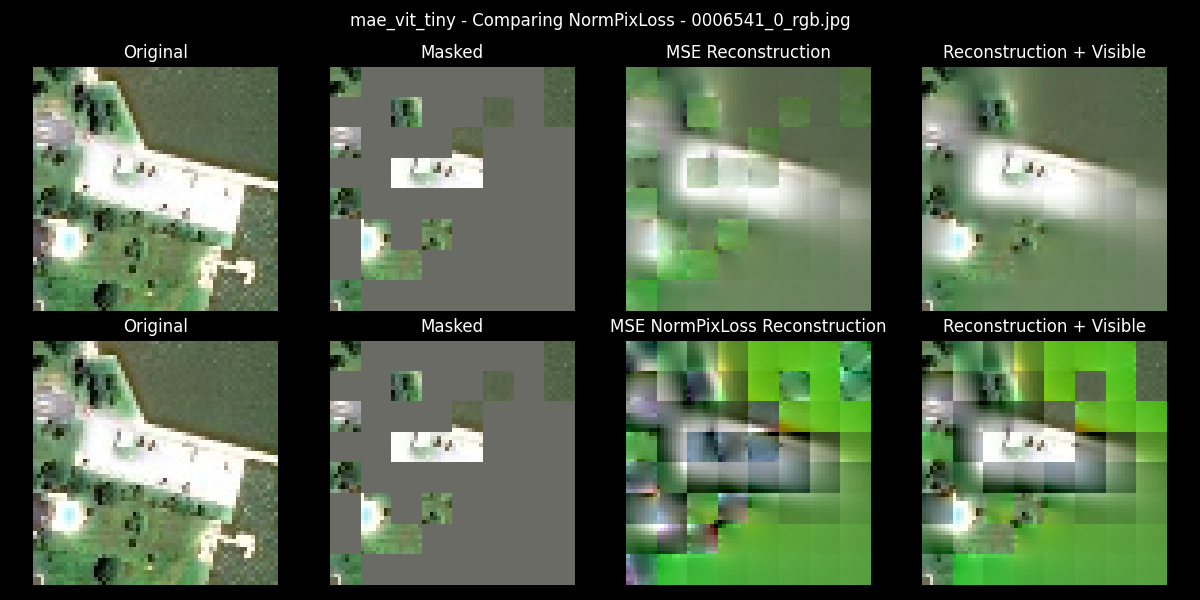 mae_vit_tiny - Comparing NormPixLoss - 0006541_0_rgb.jpg
Original
Masked
MSE Reconstruction
Reconstruction + Visible
Original
Masked
MSE NormPixLoss Reconstruction
Reconstruction + Visible